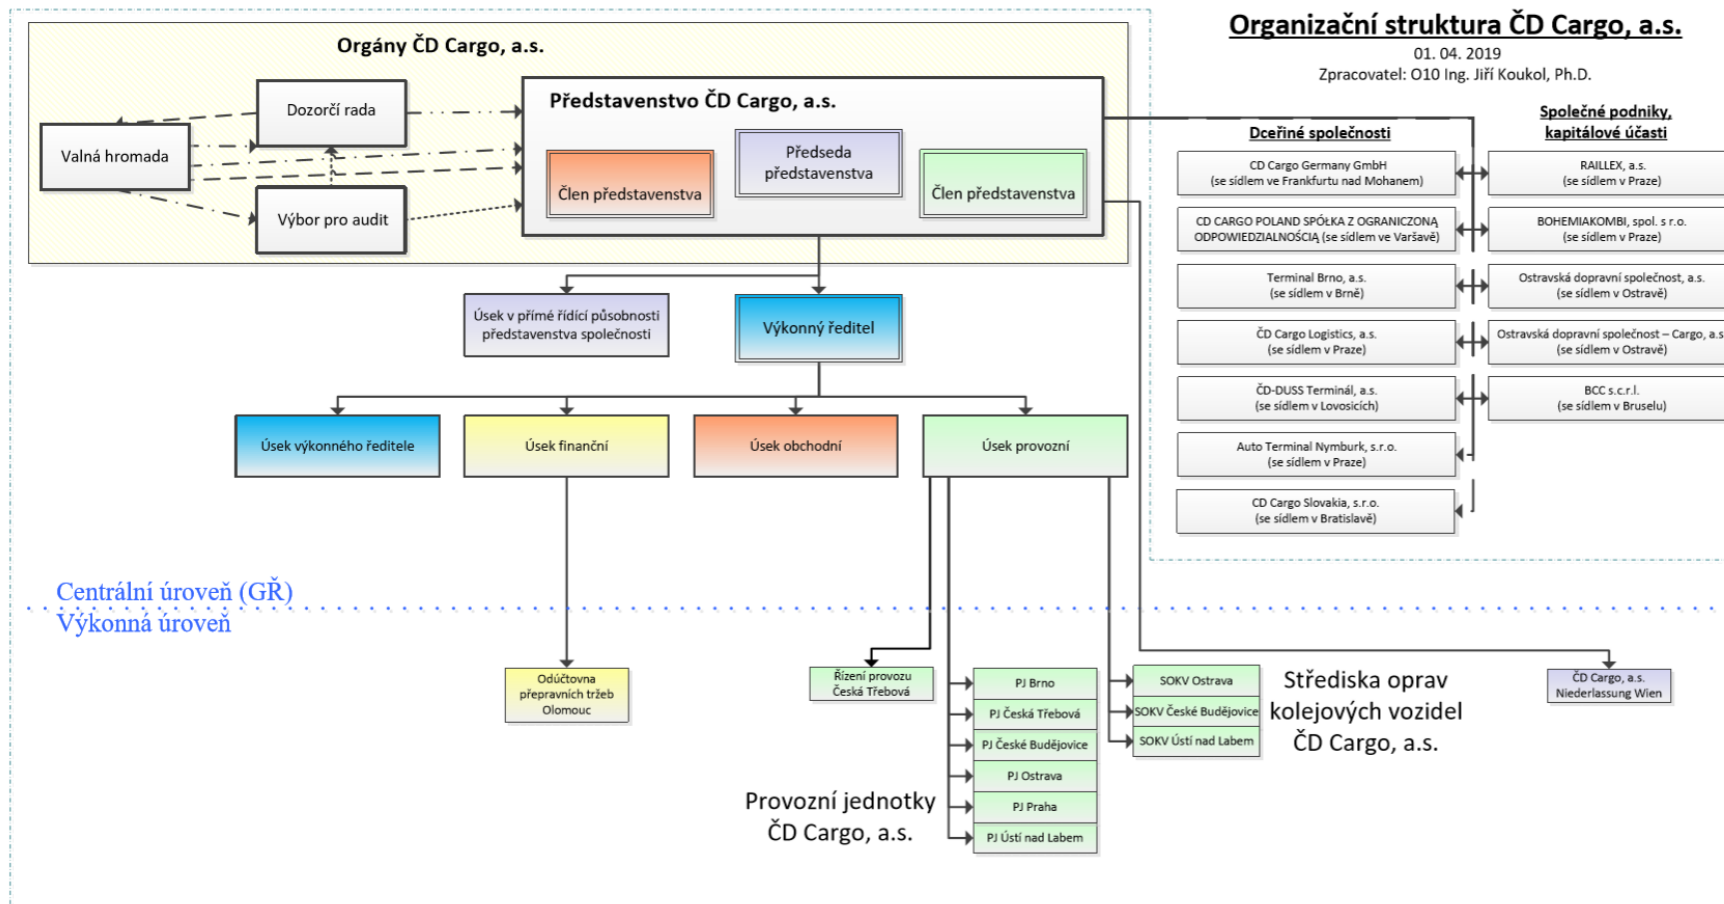 Organizační struktura ČD Cargo, a.s.
01. 04. 2019
Zpracovatel: O10 Ing. Jiří Koukol, Ph.D.
Orgány ČD Cargo, a.s.
Dozorčí rada
Valná hromada
Výbor pro audit
Představenstvo ČD Cargo, a.s.
Předseda
představenstva
Člen představenstva
Člen představenstva
Úsek v přímé řídící působnosti
představenstva společnosti
Výkonný ředitel
Úsek výkonného ředitele
Úsek finanční
Úsek obchodní
Úsek provozní
Dceřiné společnosti
CD Cargo Germany GmbH
(se sídlem ve Frankfurtu nad Mohanem)
CD CARGO POLAND SPÓŁKA Z OGRANICZONĄ
ODPOWIEDZIALNOŚCIĄ (se sídlem ve Varšavě)
Terminal Brno, a.s.
(se sídlem v Brně)
ČD Cargo Logistics, a.s.
(se sídlem v Praze)
ČD-DUSS Terminál, a.s.
(se sídlem v Lovosicích)
Auto Terminal Nymburk, s.r.o.
(se sídlem v Praze)
CD Cargo Slovakia, s.r.o.
(se sídlem v Bratislavě)
Společné podniky,
kapitálové účasti
RAILLEX, a.s.
(se sídlem v Praze)
BOHEMIAKOMBI, spol. s r.o.
(se sídlem v Praze)
Ostravská dopravní společnost, a.s.
(se sídlem v Ostravě)
Ostravská dopravní společnost – Cargo, a.s
(se sídlem v Ostravě)
BCC s.c.r.l.
(se sídlem v Bruselu)
Centrální úroveň (GŘ)
Výkonná úroveň
Odúčtovna
přepravních tržeb
Olomouc
Řízení provozu
Česká Třebová
Provozní jednotky
ČD Cargo, a.s.
PJ Brno
PJ Česká Třebová
PJ České Budějovice
PJ Ostrava
PJ Praha
PJ Ústí nad Labem
SOKV Ostrava
SOKV České Budějovice
SOKV Ústí nad Labem
Střediska oprav
kolejových vozidel
ČD Cargo, a.s.
ČD Cargo, a.s.
Niederlassung Wien